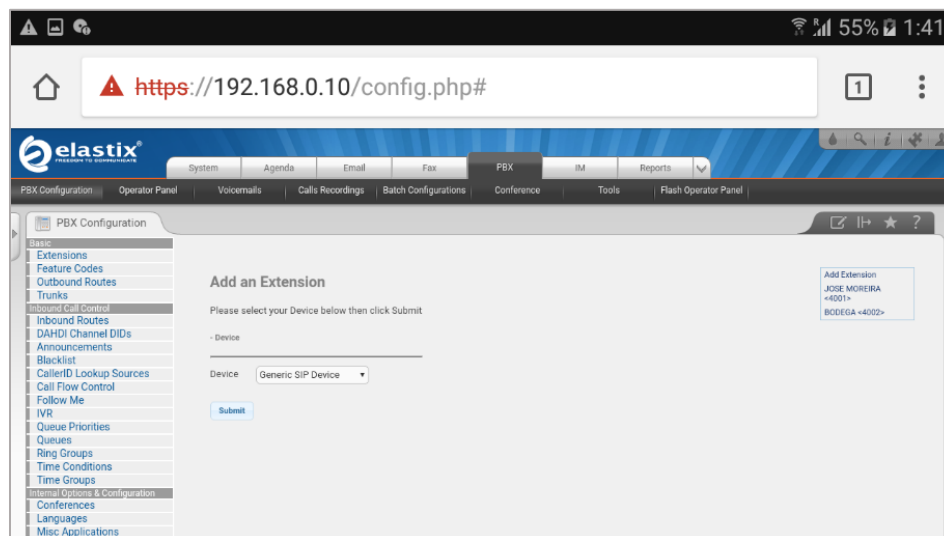 55% 1:41
https://192.168.0.10/config.php#
1
elastix®
FREEDOM TO COMMUNICATE
System Agenda Email Fax PBX IM Reports
PBX Configuration Operator Panel Voicemails Calls Recordings Batch Configurations Conference Tools Flash Operator Panel
PBX Configuration
Basic
Extensions
Feature Codes
Outbound Routes
Trunks
Inbound Call Control
Inbound Routes
DAHDI Channel DIDs
Announcements
Blacklist
CallerID Lookup Sources
Call Flow Control
Follow Me
IVR
Queue Priorities
Queues
Ring Groups
Time Conditions
Time Groups
Internal Options & Configuration
Conferences
Languages
Misc Applications
Add an Extension
Please select your Device below then click Submit
- Device
Device Generic SIP Device
Submit
Add Extension
JOSE MOREIRA
<4001>
BODEGA <4002>